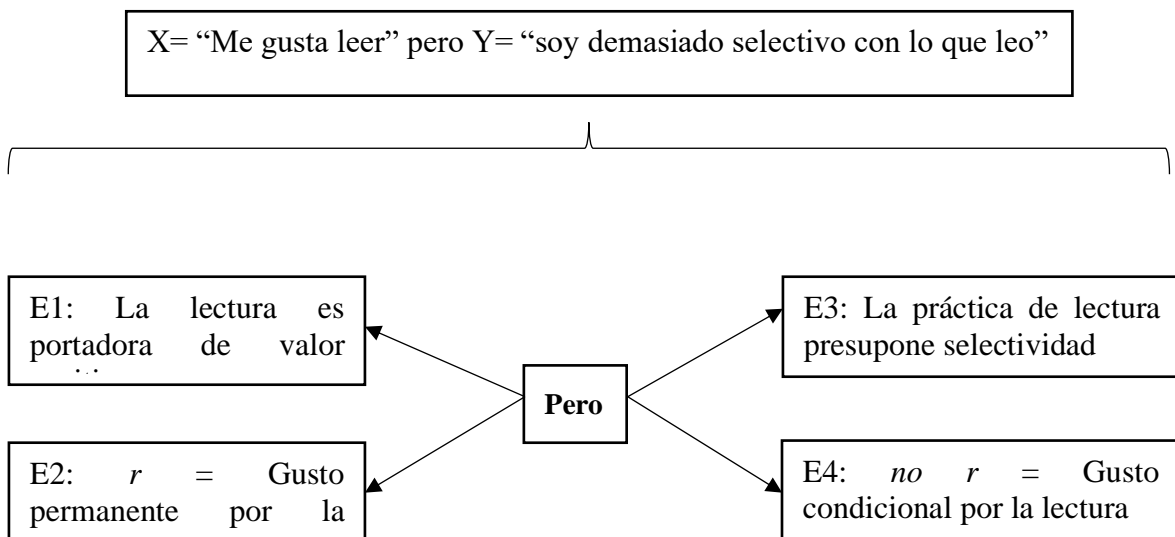 X= “Me gusta leer” pero Y= “soy demasiado selectivo con lo que leo”
E1: La lectura es
portadora de valor
E3: La práctica de lectura
presupone selectividad
Pero
E2: r = Gusto
permanente por la
E4: no r = Gusto
condicional por la lectura